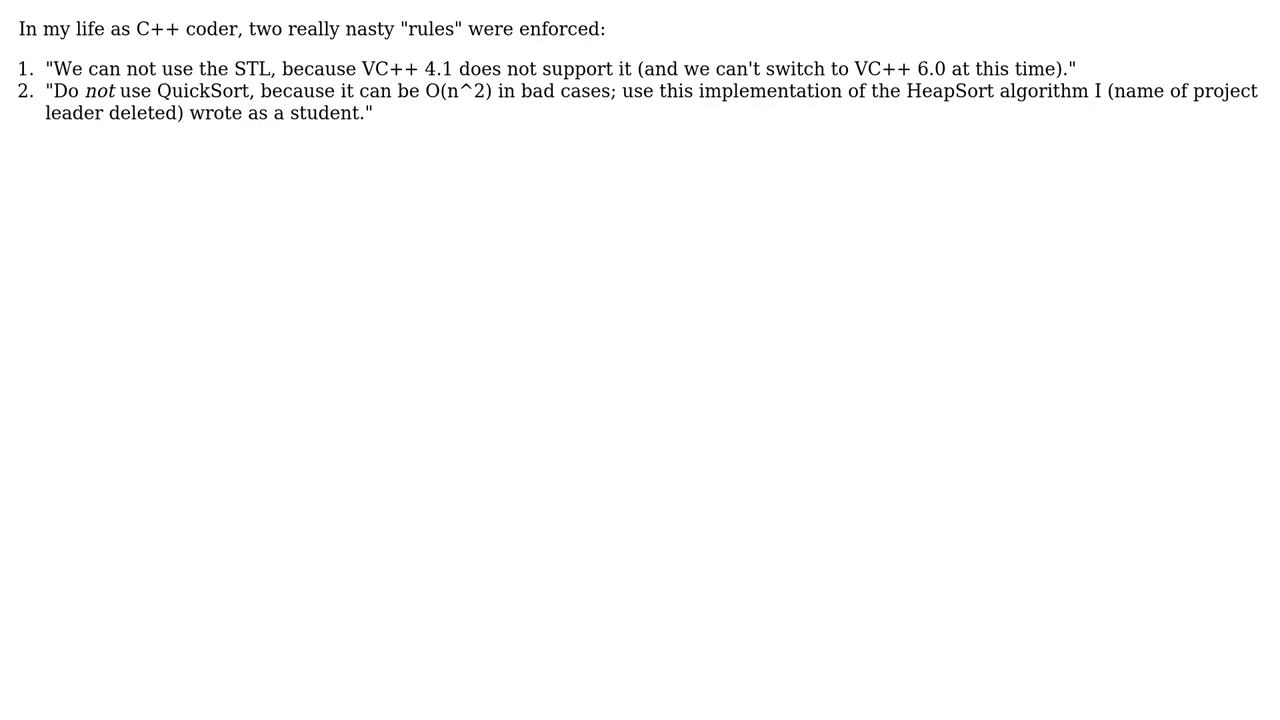 In my life as C++ coder, two really nasty "rules" were enforced:
1. "We can not use the STL, because VC++ 4.1 does not support it (and we can't switch to VC++ 6.0 at this time)."
2. "Do not use QuickSort, because it can be O(n^2) in bad cases; use this implementation of the HeapSort algorithm I (name of project
leader deleted) wrote as a student."